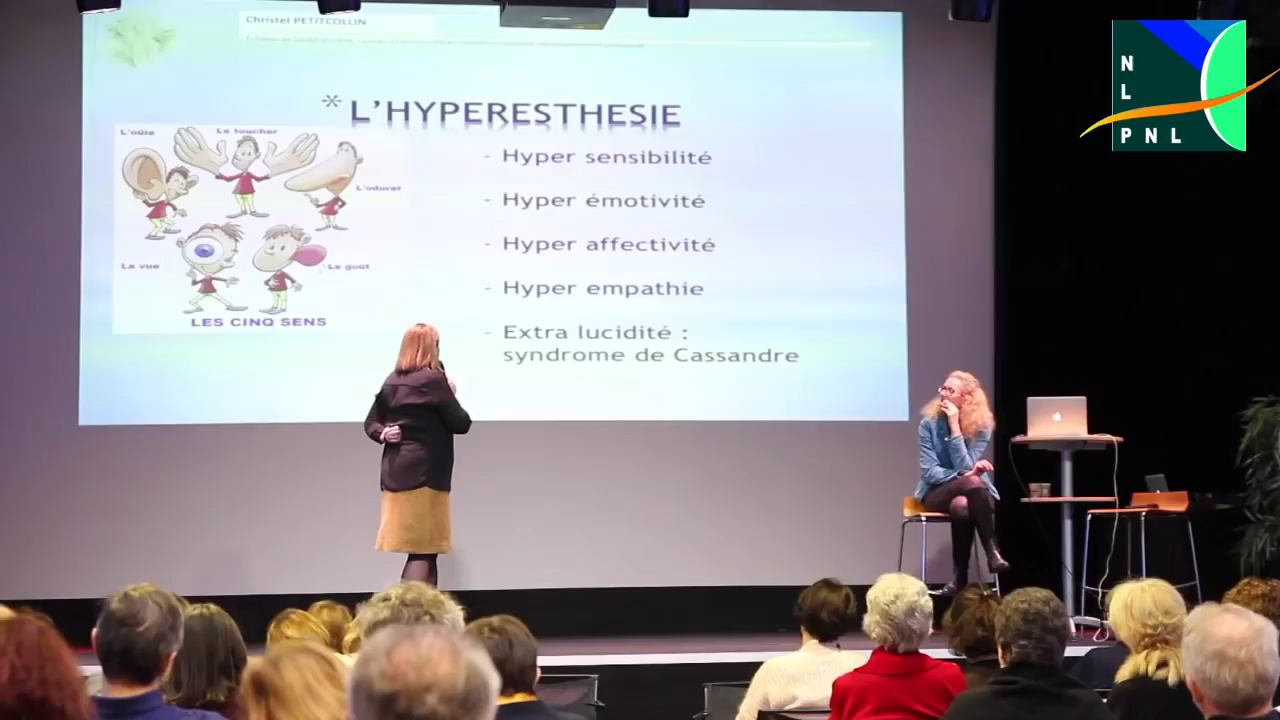 Christel PETITCOLLIN
* L'HYPERESTHESIE
L'ouïe
Le toucher
L'odorat
La vue
Le goût
LES CINQ SENS
- Hyper sensibilité
- Hyper émotivité
- Hyper affectivité
- Hyper empathie
- Extra lucidité :
syndrome de Cassandre
N
L
P N L